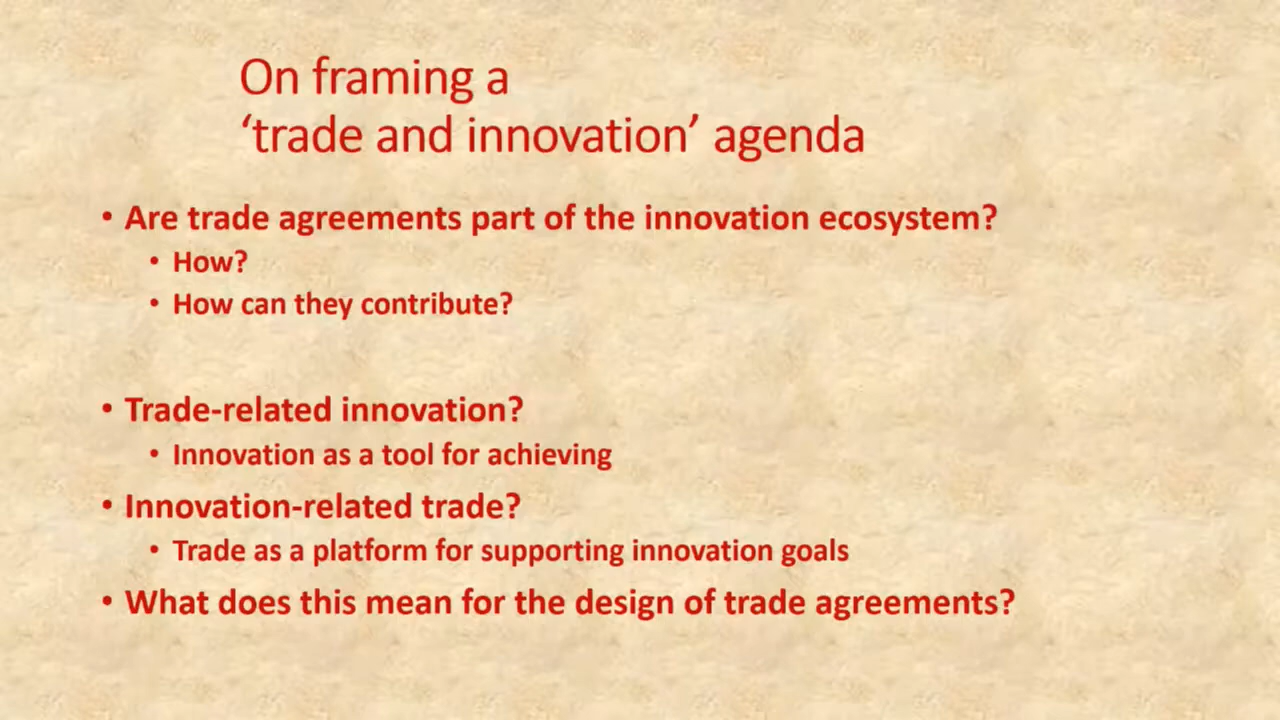 On framing a
‘trade and innovation’ agenda
• Are trade agreements part of the innovation ecosystem?
• How?
• How can they contribute?
• Trade-related innovation?
• Innovation as a tool for achieving
• Innovation-related trade?
• Trade as a platform for supporting innovation goals
• What does this mean for the design of trade agreements?